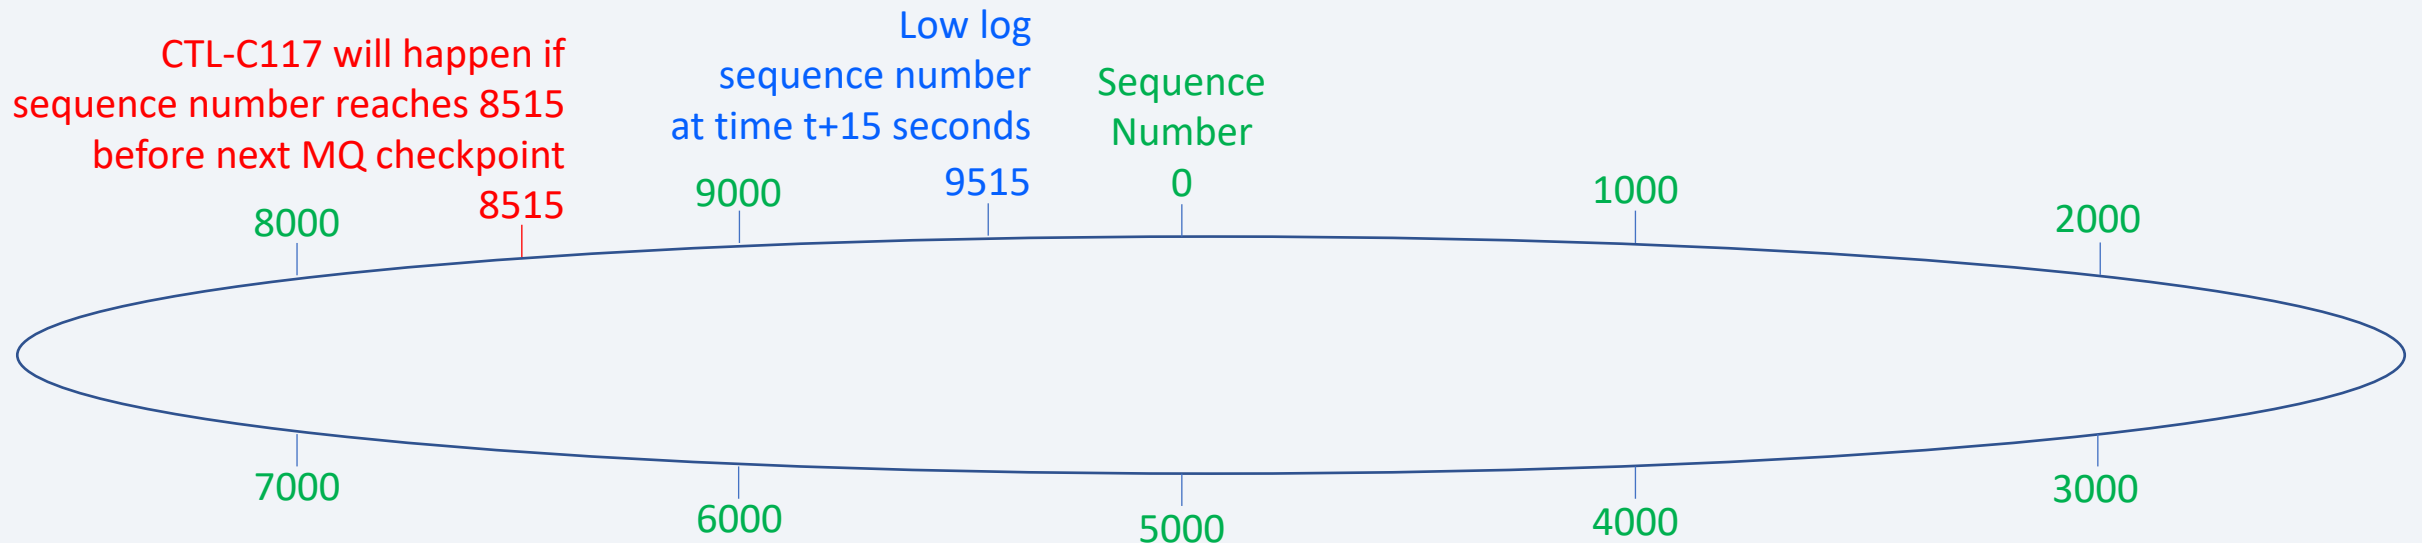 CTL-C117 will happen if
sequence number reaches 8515
before next MQ checkpoint
8515
Low log
sequence number
at time t+15 seconds
9515
Sequence
Number
0
1000
2000
3000
4000
5000
6000
7000
8000
9000